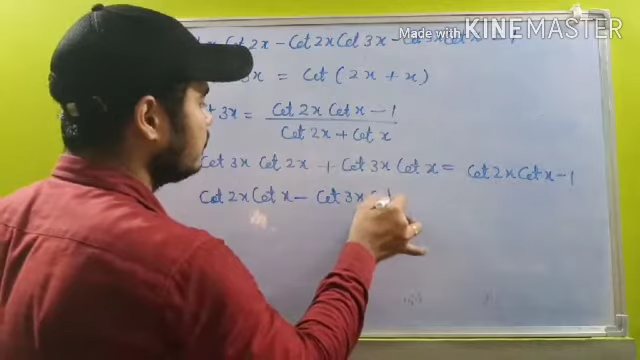 Made with KINEMASTER
Cot 2x - Cot 2x Cot 3x -
3x = Cot (2x + x)
3x = Cot 2x Cot x - 1
Cot 2x + Cot x
Cot 3x Cot 2x + Cot 3x Cot x = Cot 2x Cot x - 1
Cot 2x Cot x - Cot 3x